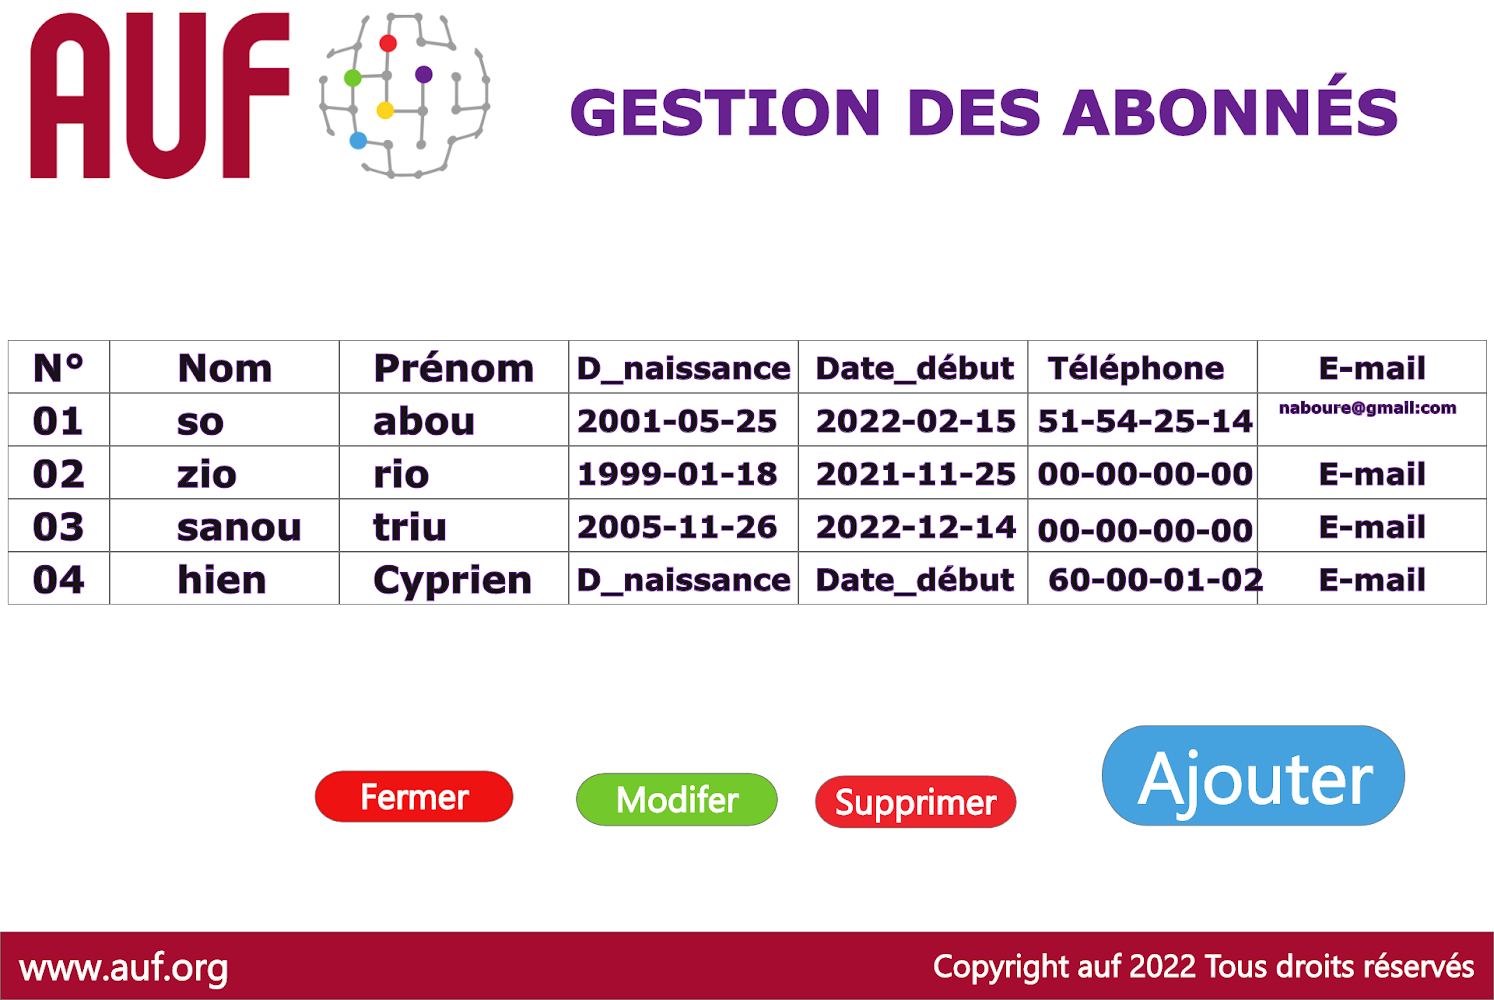 AUF
GESTION DES ABONNÉS
N° Nom Prénom D_naissance Date_début Téléphone E-mail
01 so abou 2001-05-25 2022-02-15 51-54-25-14 naboure@gmail:com
02 zio rio 1999-01-18 2021-11-25 00-00-00-00 E-mail
03 sanou triu 2005-11-26 2022-12-14 00-00-00-00 E-mail
04 hien Cyprien D_naissance Date_début 60-00-01-02 E-mail
Fermer Modifer Supprimer Ajouter
www.auf.org Copyright auf 2022 Tous droits réservés